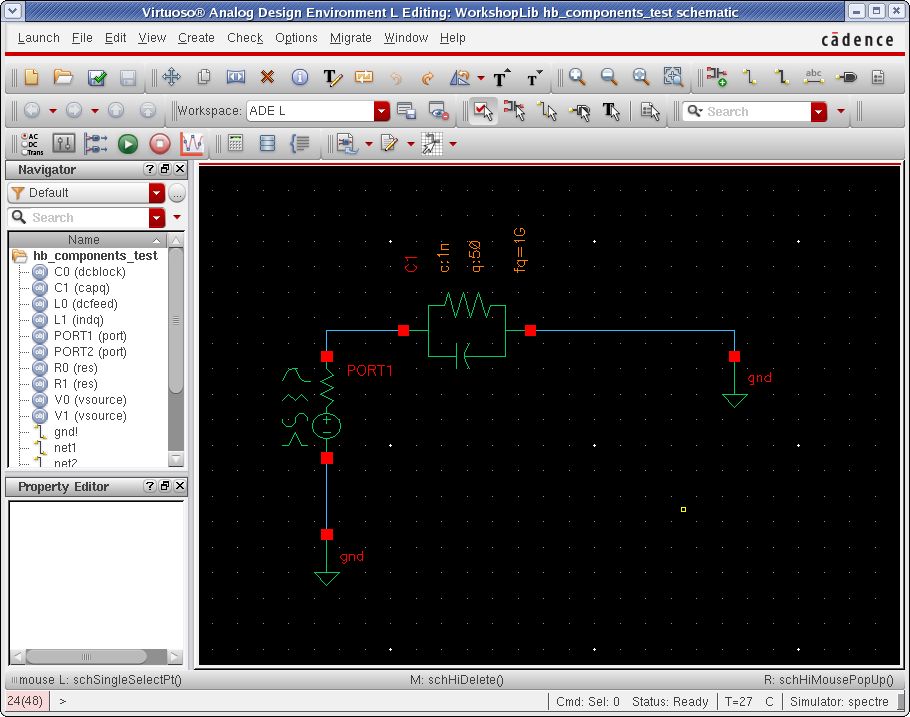 Virtuoso® Analog Design Environment L Editing: WorkshopLib hb_components_test schematic
Launch File Edit View Create Check Options Migrate Window Help
cādence
T T T abc
Workspace: ADE L T Search
AC
DC
Trans
Navigator
Default
Search
Name
hb_components_test
C0 (dcblock)
C1 (capq)
L0 (dcfeed)
L1 (indq)
PORT1 (port)
PORT2 (port)
R0 (res)
R1 (res)
V0 (vsource)
V1 (vsource)
gnd!
net1
net2
Property Editor
C1
c:1n
q:50
fq=1G
PORT1
gnd
gnd
mouse L: schSingleSelectPt() M: schHiDelete() R: schHiMousePopUp()
24(48) > Cmd: Sel: 0 Status: Ready T=27 C Simulator: spectre